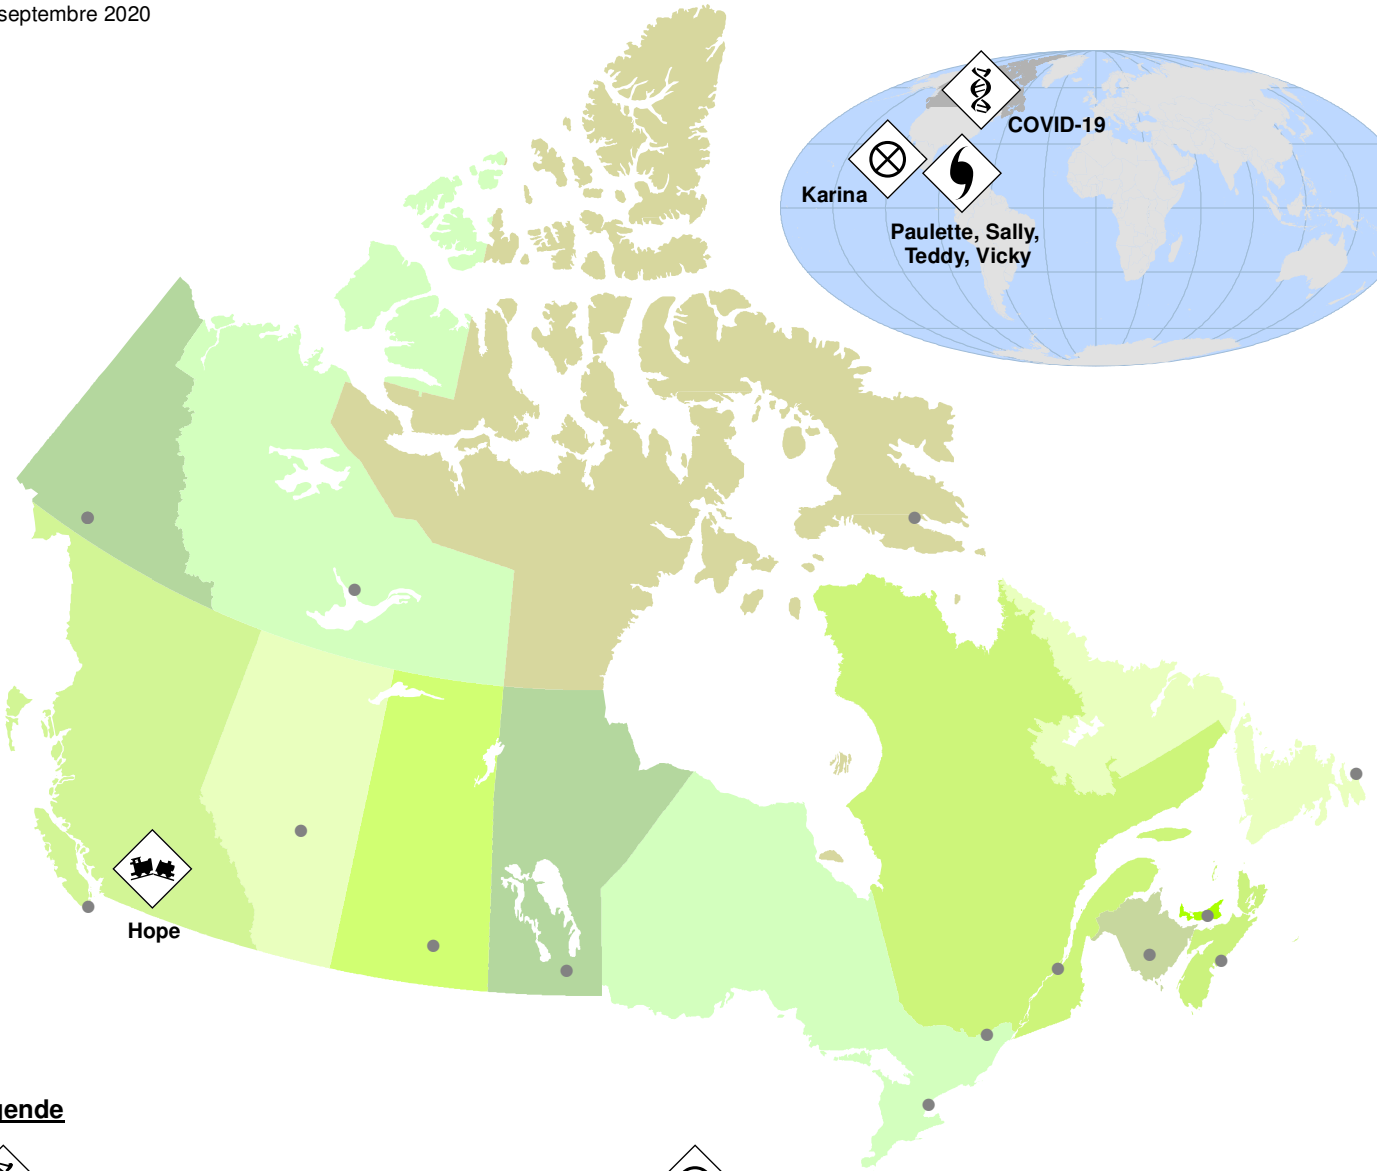 septembre 2020
COVID-19
Karina
Paulette, Sally,
Teddy, Vicky
Hope
gende